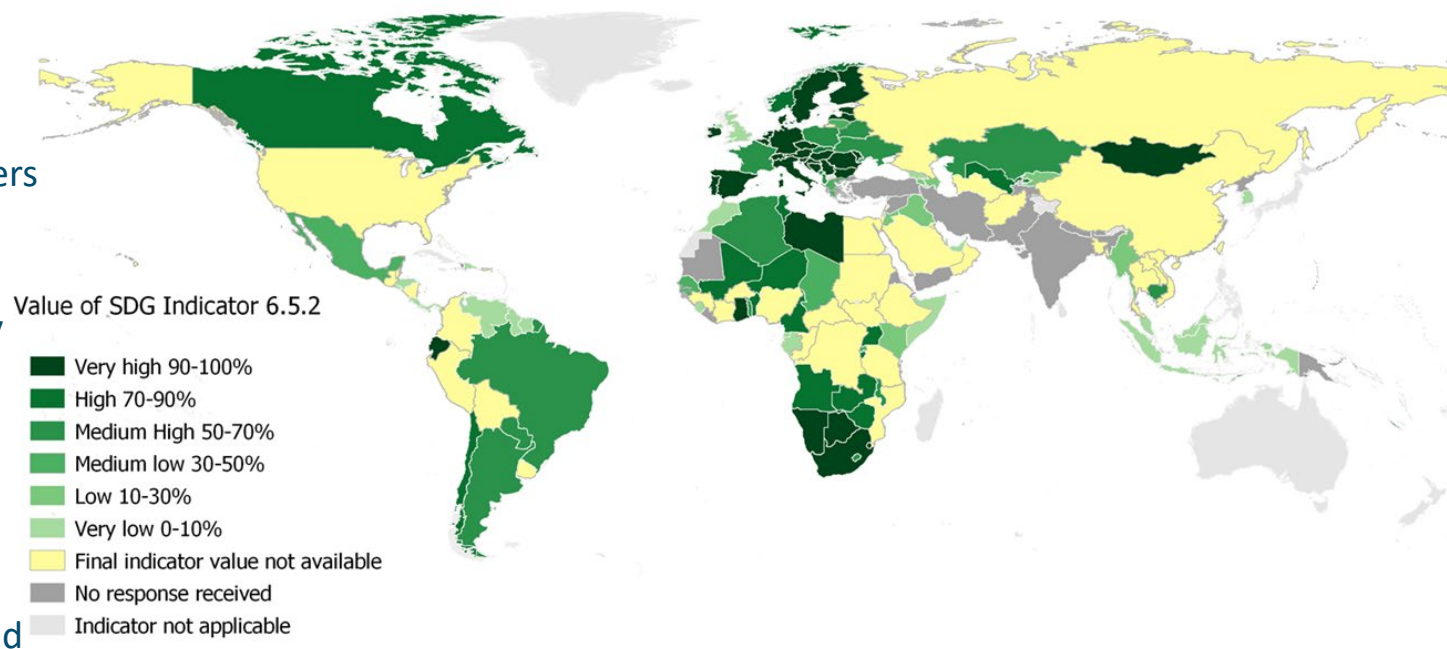 ers
Value of SDG Indicator 6.5.2
Very high 90-100%
High 70-90%
Medium High 50-70%
Medium low 30-50%
Low 10-30%
Very low 0-10%
Final indicator value not available
No response received
Indicator not applicable
d